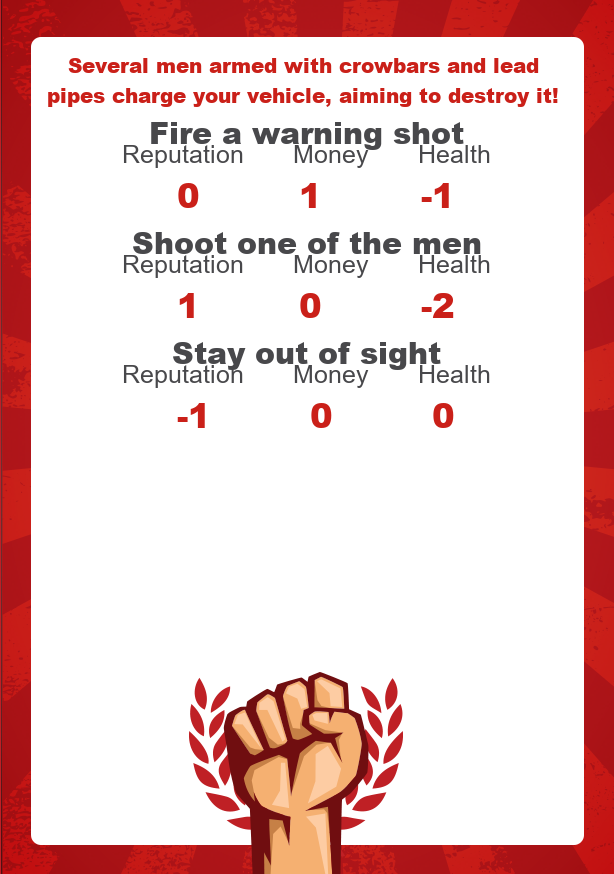 Several men armed with crowbars and lead
pipes charge your vehicle, aiming to destroy it!
Fire a warning shot
Reputation Money Health
0 1 -1
Shoot one of the men
Reputation Money Health
1 0 -2
Stay out of sight
Reputation Money Health
-1 0 0